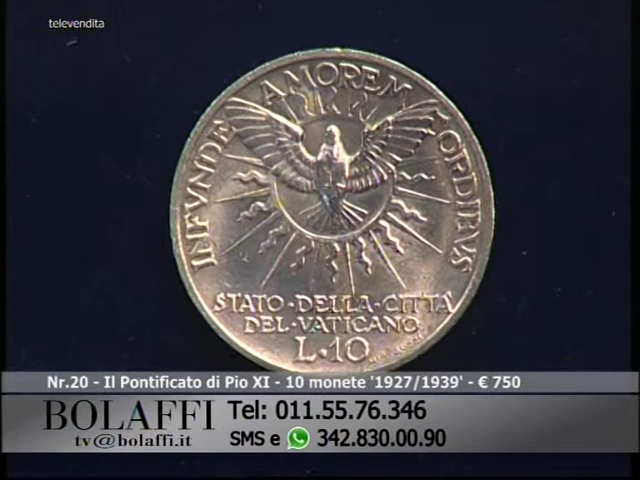 televendita
INFVNDE AMOREM CORDIBVS
STATO·DELLA·CITTÀ
DEL·VATICANO
L·10
Nr.20 - Il Pontificato di Pio XI - 10 monete '1927/1939' - € 750
BOLAFFI
tv@bolaffi.it
Tel: 011.55.76.346
SMS e 342.830.00.90